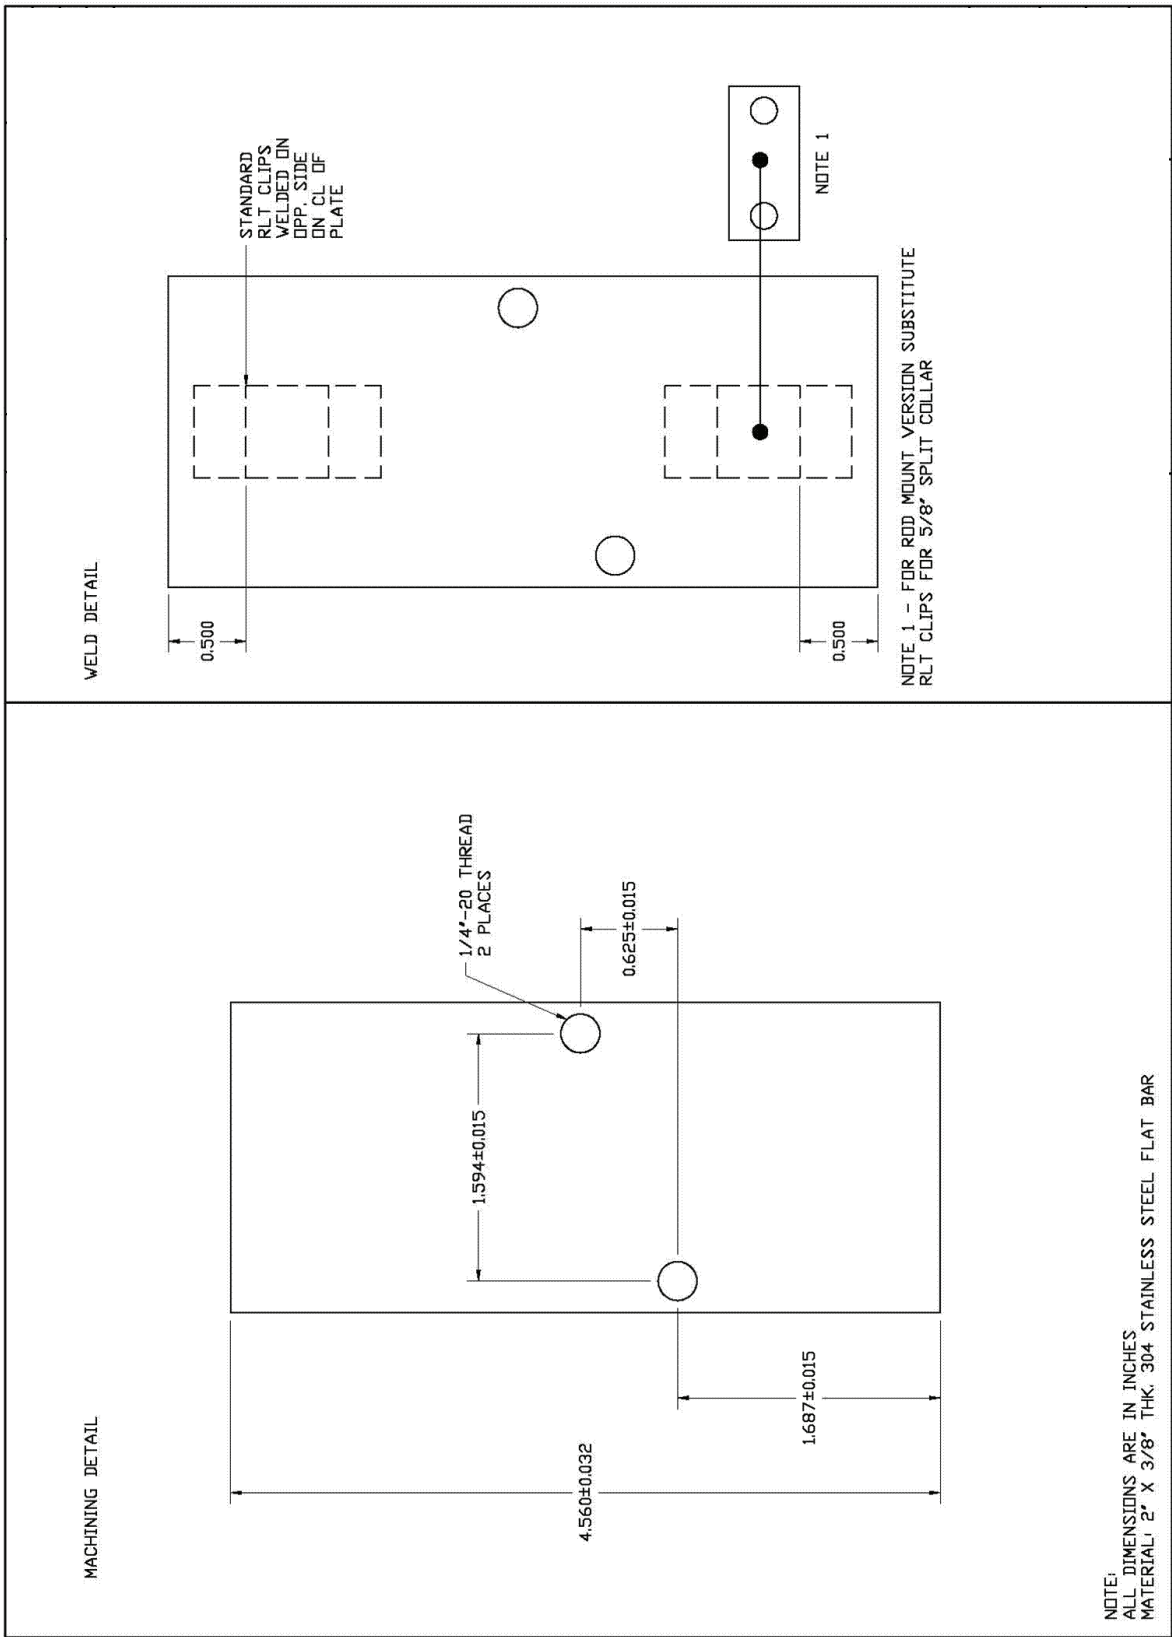 MACHINING DETAIL
4.560±0.032
1.687±0.015
1.594±0.015
0.625±0.015
1/4"-20 THREAD
2 PLACES
NOTE:
ALL DIMENSIONS ARE IN INCHES
MATERIAL: 2" X 3/8" THK. 304 STAINLESS STEEL FLAT BAR
WELD DETAIL
0.500
0.500
STANDARD
RLT CLIPS
WELDED ON
OPP. SIDE
ON CL OF
PLATE
NOTE 1
NOTE 1 - FOR ROD MOUNT VERSION SUBSTITUTE
RLT CLIPS FOR 5/8" SPLIT COLLAR